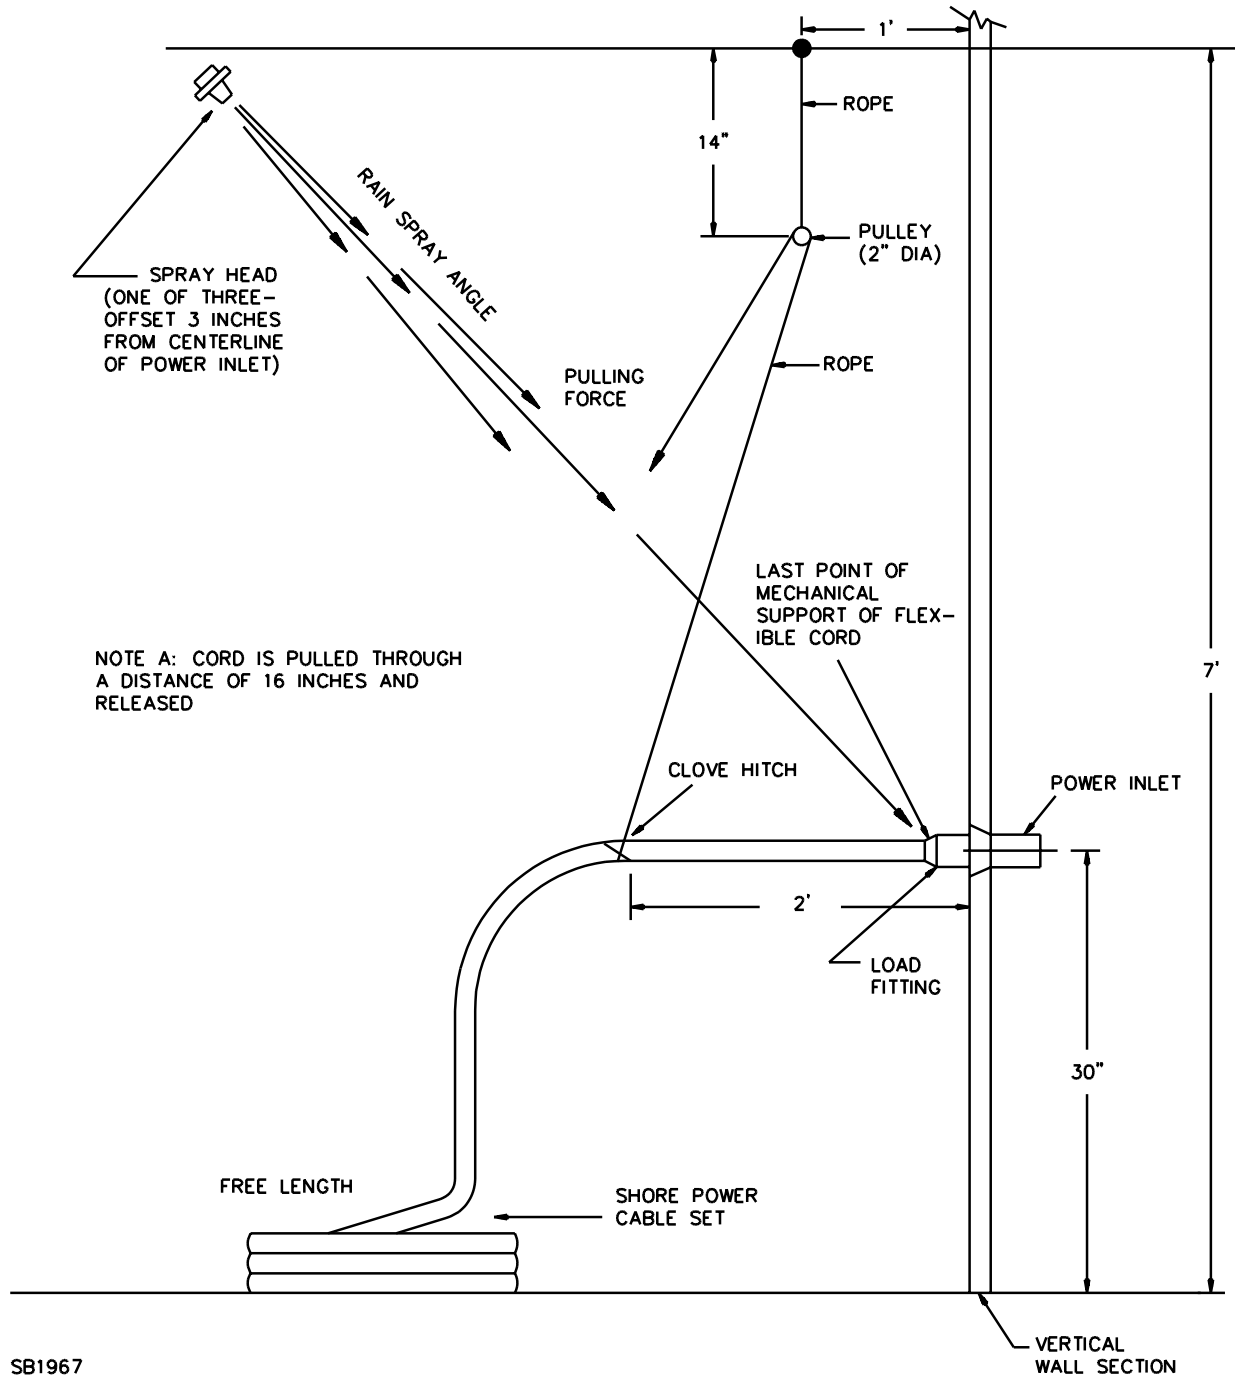 1'
ROPE
14"
RAIN SPRAY ANGLE
PULLEY
(2" DIA)
SPRAY HEAD
(ONE OF THREE-
OFFSET 3 INCHES
FROM CENTERLINE
OF POWER INLET)
PULLING
FORCE
ROPE
LAST POINT OF
MECHANICAL
SUPPORT OF FLEX-
IBLE CORD
NOTE A: CORD IS PULLED THROUGH
A DISTANCE OF 16 INCHES AND
RELEASED
7'
CLOVE HITCH
POWER INLET
2'
LOAD
FITTING
30"
FREE LENGTH
SHORE POWER
CABLE SET
VERTICAL
WALL SECTION
SB1967